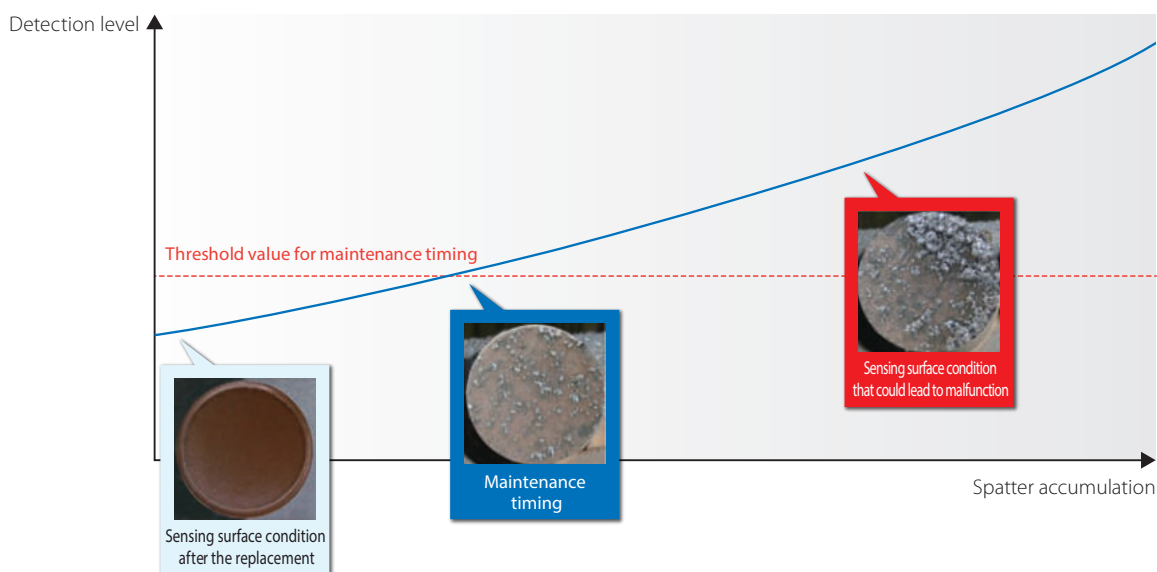 Detection level
Threshold value for maintenance timing
Sensing surface condition
that could lead to malfunction
Maintenance
timing
Spatter accumulation
Sensing surface condition
after the replacement